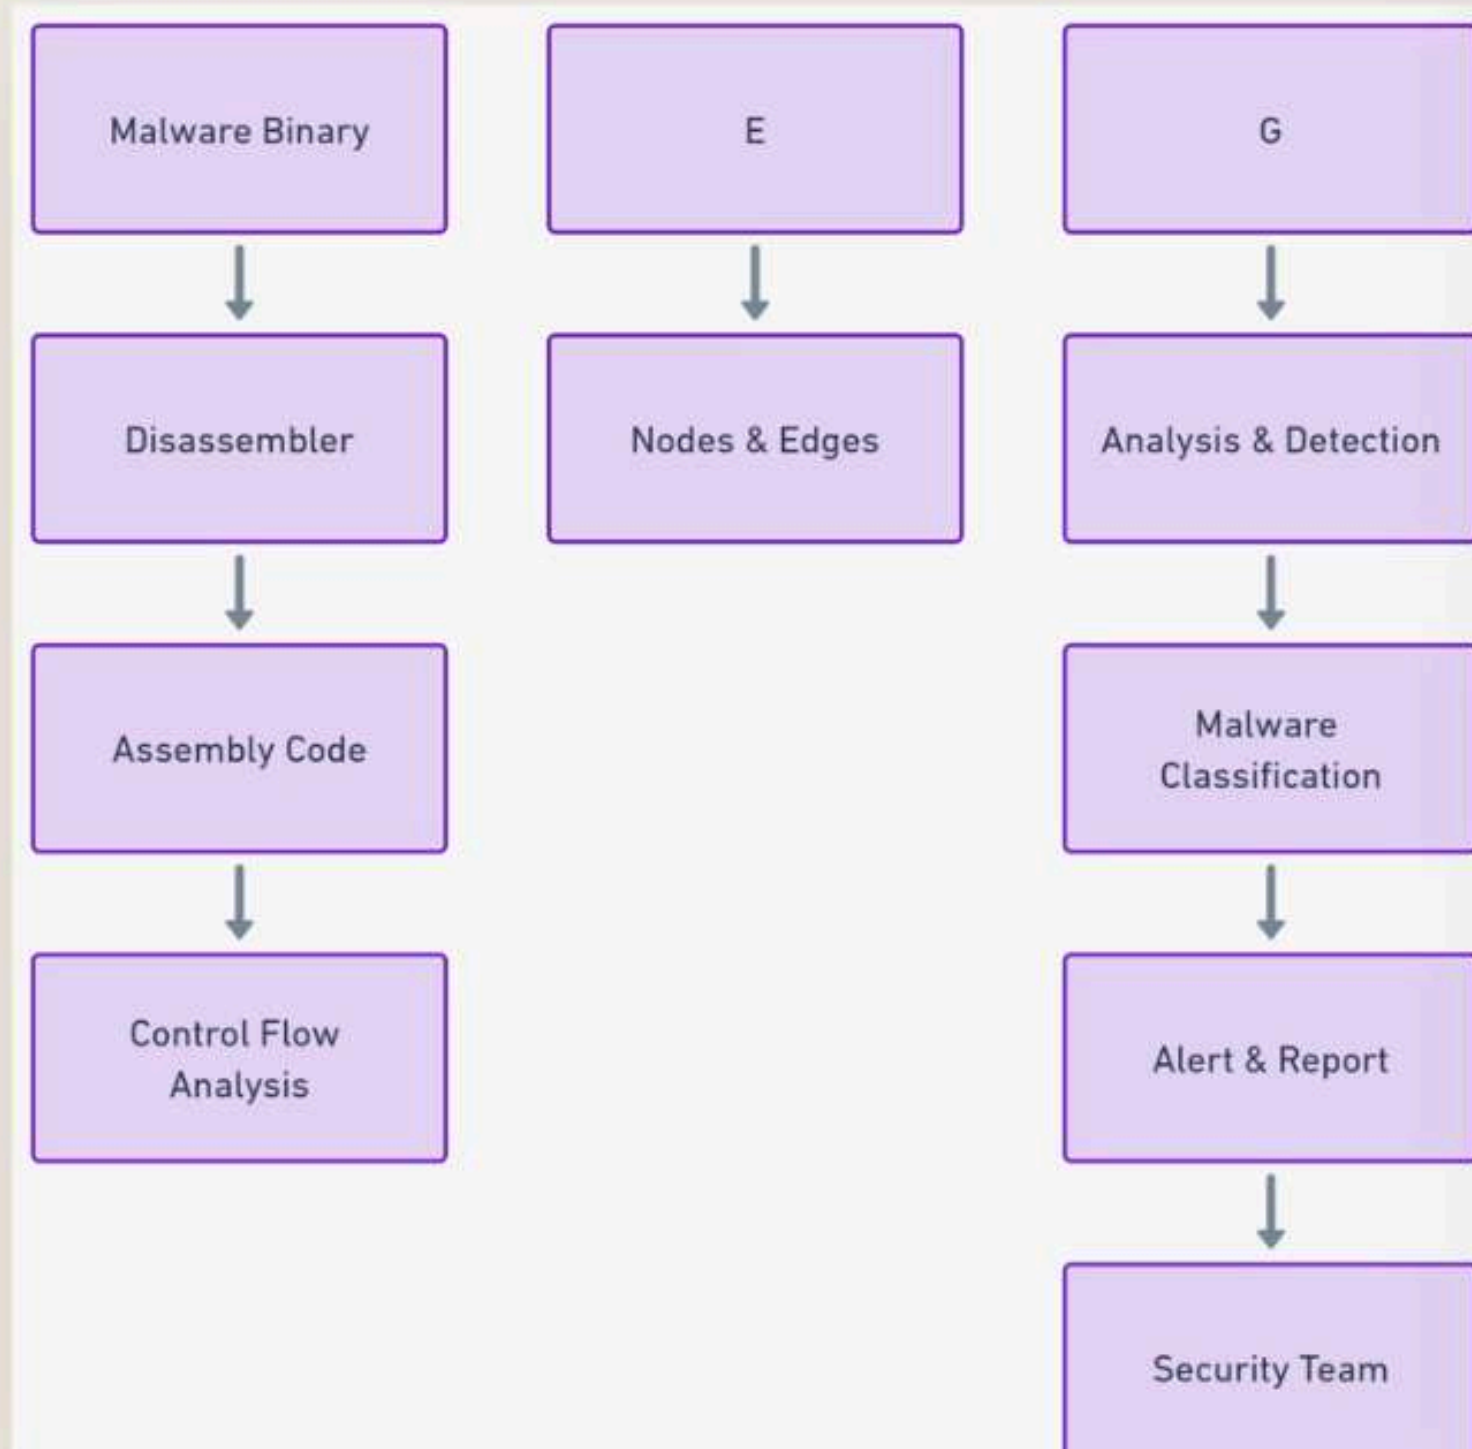 Malware Binary
Disassembler
Assembly Code
Control Flow
Analysis
E
Nodes & Edges
G
Analysis & Detection
Malware
Classification
Alert & Report
Security Team